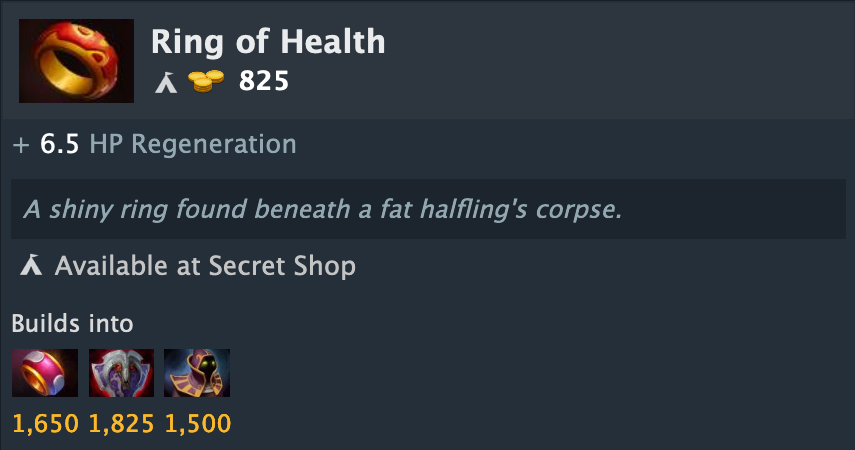 Ring of Health
825
+ 6.5 HP Regeneration
A shiny ring found beneath a fat halfling's corpse.
Available at Secret Shop
Builds into
1,650 1,825 1,500